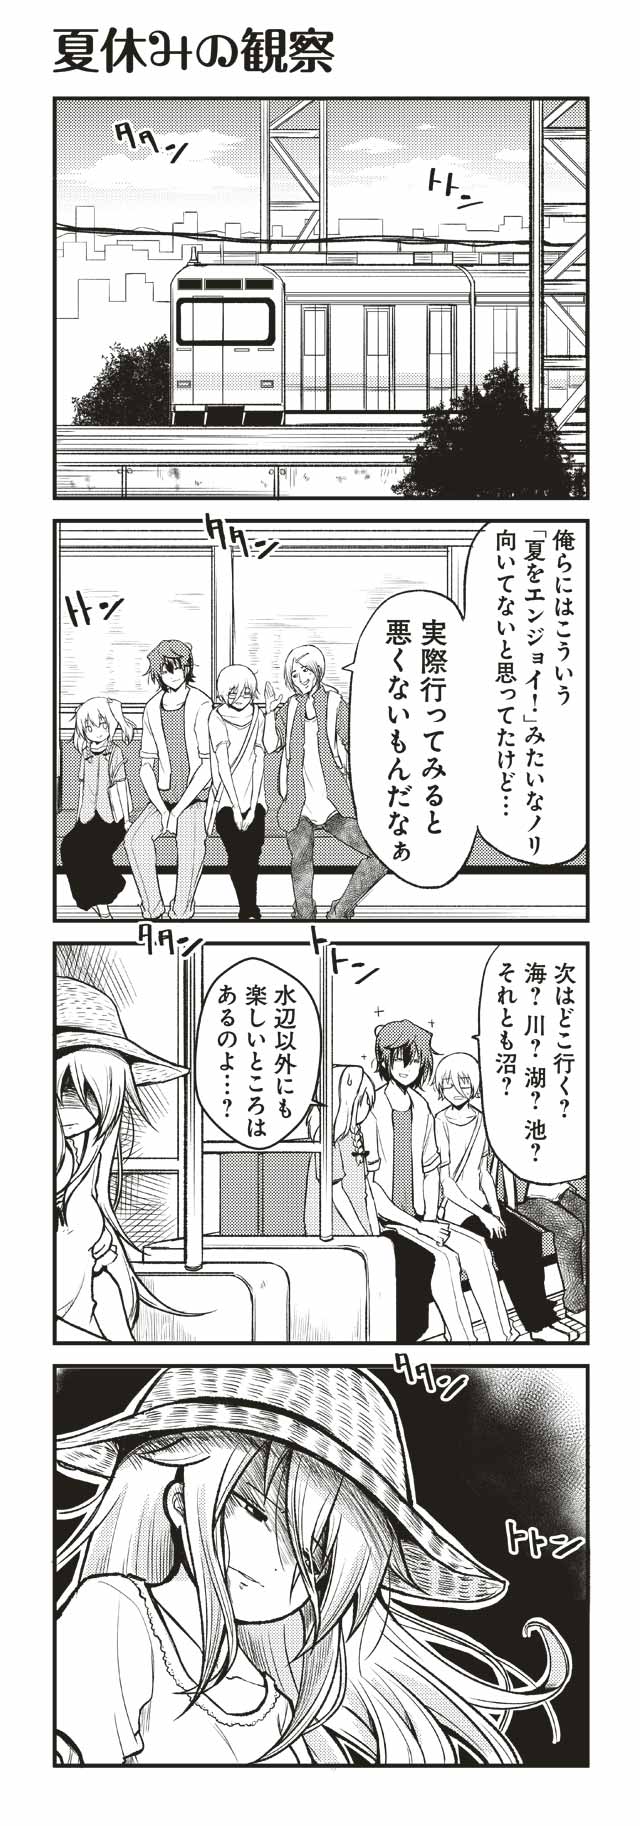 夏休みの観察
タタン
トトン
俺らにはこういう
「夏をエンジョイ!」みたいなノリ
向いてないと思ってたけど…
実際行ってみると
悪くないもんだなぁ
タタン
トトン
次はどこ行く?
海?川?湖?池?
それとも沼?
水辺以外にも
楽しいところは
あるのよ…?
トトン
タタン
タタン
トトン